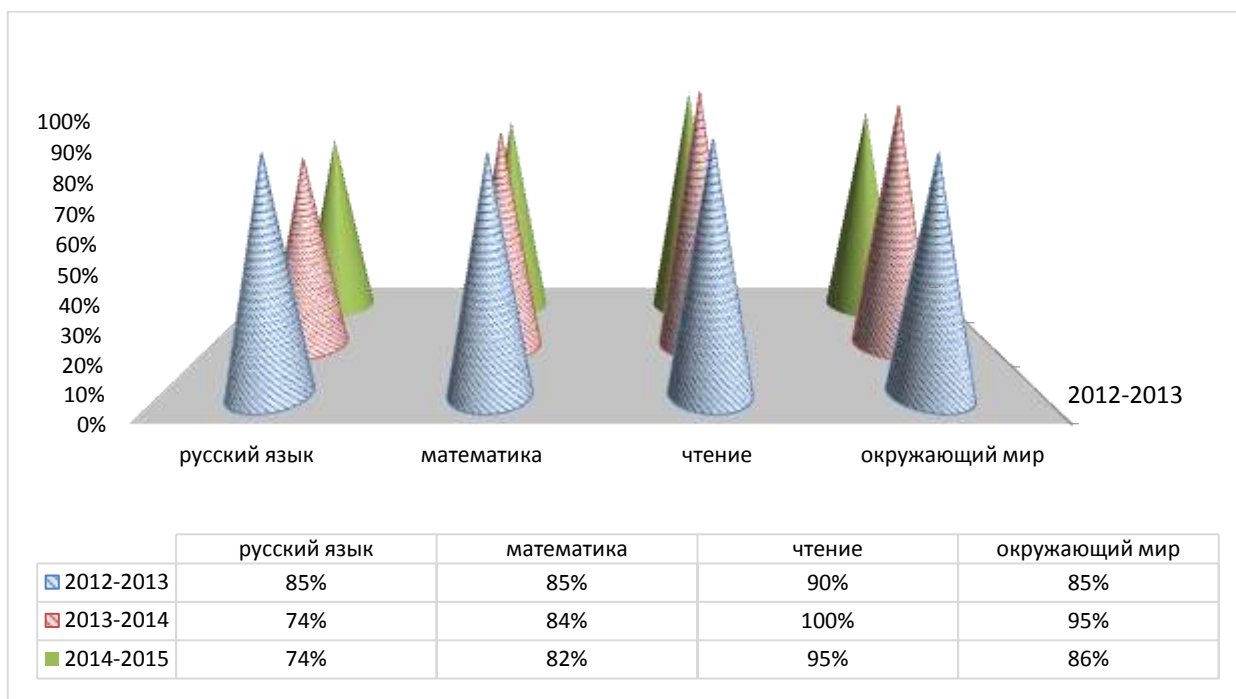 100%
90%
80%
70%
60%
50%
40%
30%
20%
10%
0%
2012-2013
русский язык математика чтение окружающий мир
русский язык математика чтение окружающий мир
2012-2013 85% 85% 90% 85%
2013-2014 74% 84% 100% 95%
2014-2015 74% 82% 95% 86%